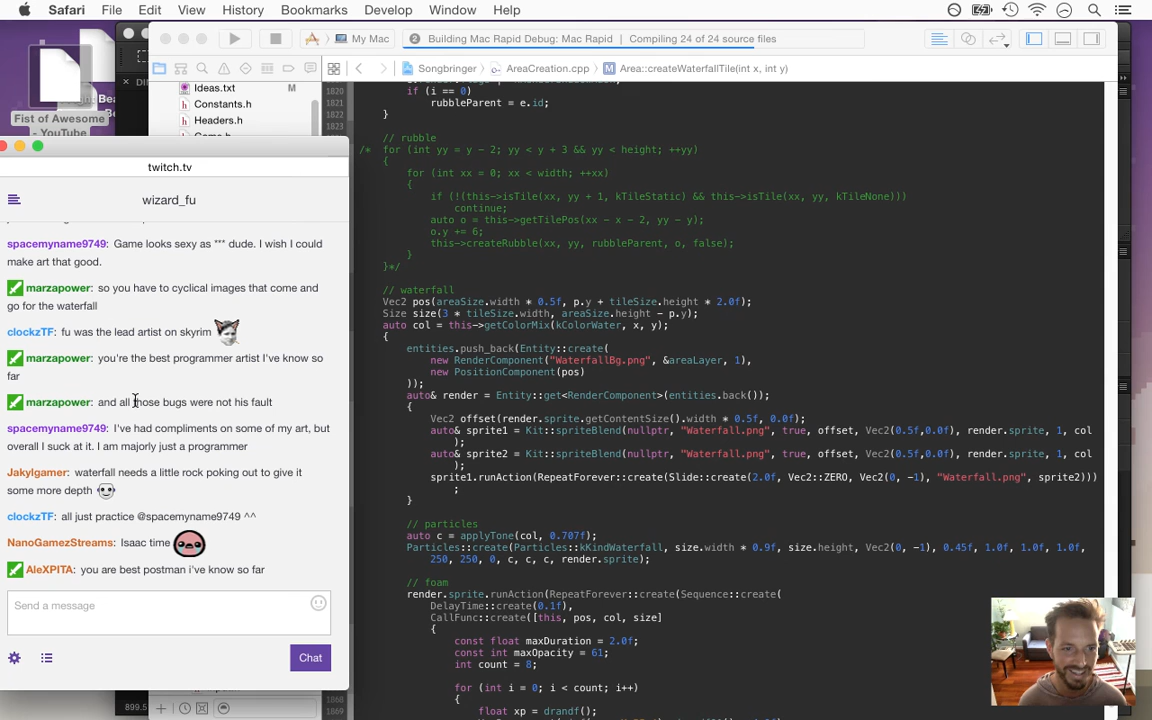 Safari File Edit View History Bookmarks Develop Window Help
My Mac
2 Building Mac Rapid Debug: Mac Rapid | Compiling 24 of 24 source files
Songbringer AreaCreation.cpp M Area::createWaterfallTile(int x, int y)
Fist of Awesome
- YouTube
Ideas.txt M
Constants.h
Headers.h
twitch.tv
wizard_fu
spacemyname9749: Game looks sexy as *** dude. I wish I could
make art that good.
marzapower: so you have to cyclical images that come and
go for the waterfall
clockzTF: fu was the lead artist on skyrim
marzapower: you're the best programmer artist I've know so
far
marzapower: and all those bugs were not his fault
spacemyname9749: I've had compliments on some of my art, but
overall I suck at it. I am majorly just a programmer
Jakylgamer: waterfall needs a little rock poking out to give it
some more depth
clockzTF: all just practice @spacemyname9749 ^^
NanoGamezStreams: Isaac time
AleXPITA: you are best postman i've know so far
Send a message
Chat
899.5
1820
1821
1822
1823
if (i == 0)
rubbleParent = e.id;
}
// rubble
/* for (int yy = y - 2; yy < y + 3 && yy < height; ++yy)
{
for (int xx = 0; xx < width; ++xx)
{
if (!(this->isTile(xx, yy + 1, kTileStatic) && this->isTile(xx, yy, kTileNone)))
continue;
auto o = this->getTilePos(xx - x - 2, yy - y);
o.y += 6;
this->createRubble(xx, yy, rubbleParent, o, false);
}
}*/
// waterfall
Vec2 pos(areaSize.width * 0.5f, p.y + tileSize.height * 2.0f);
Size size(3 * tileSize.width, areaSize.height - p.y);
auto col = this->getColorMix(kColorWater, x, y);
{
entities.push_back(Entity::create(
new RenderComponent("WaterfallBg.png", &areaLayer, 1),
new PositionComponent(pos)
));
auto& render = Entity::get<RenderComponent>(entities.back());
{
Vec2 offset(render.sprite.getContentSize().width * 0.5f, 0.0f);
auto& sprite1 = Kit::spriteBlend(nullptr, "Waterfall.png", true, offset, Vec2(0.5f,0.0f), render.sprite, 1, col
);
auto& sprite2 = Kit::spriteBlend(nullptr, "Waterfall.png", true, offset, Vec2(0.5f,0.0f), render.sprite, 1, col
);
sprite1.runAction(RepeatForever::create(Slide::create(2.0f, Vec2::ZERO, Vec2(0, -1), "Waterfall.png", sprite2)))
;
}
// particles
auto c = applyTone(col, 0.707f);
Particles::create(Particles::kKindWaterfall, size.width * 0.9f, size.height, Vec2(0, -1), 0.45f, 1.0f, 1.0f, 1.0f,
250, 250, 0, c, c, c, render.sprite);
// foam
render.sprite.runAction(RepeatForever::create(Sequence::create(
DelayTime::create(0.1f),
CallFunc::create([this, pos, col, size]
{
const float maxDuration = 2.0f;
const int maxOpacity = 61;
int count = 8;
for (int i = 0; i < count; i++)
{
float xp = drandf();
1868
1869